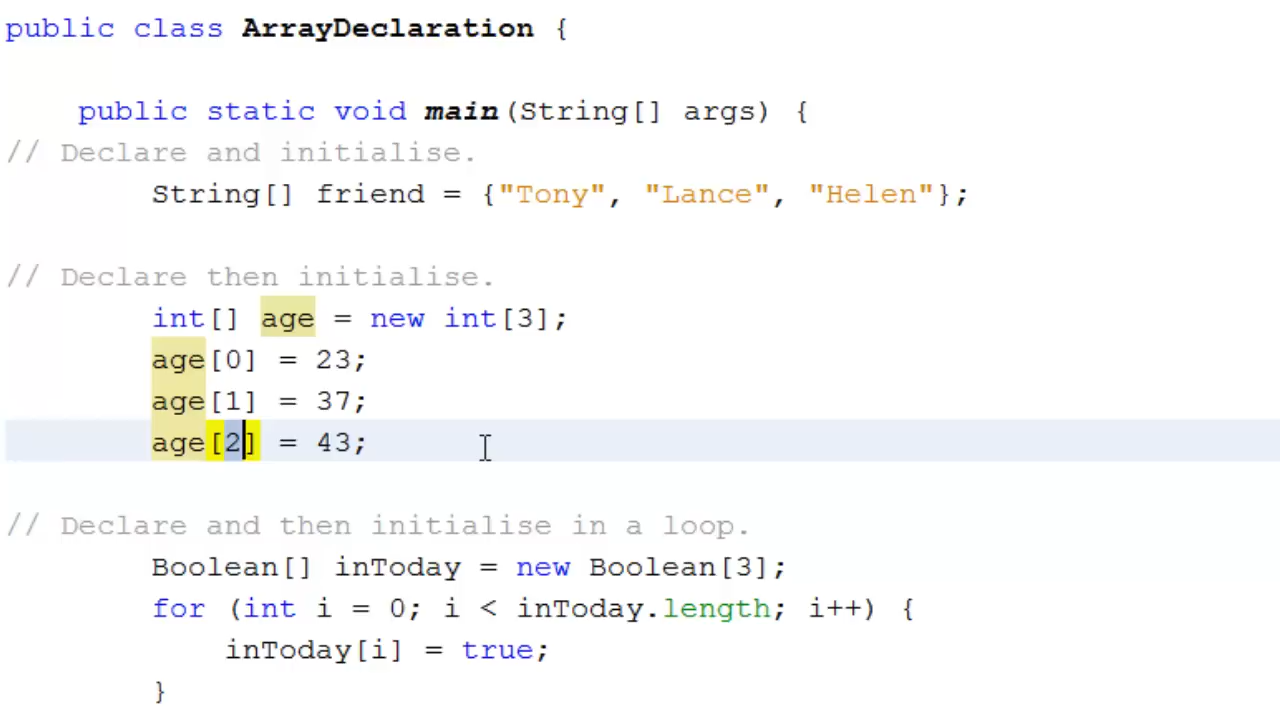 public class ArrayDeclaration {
public static void main(String[] args) {
// Declare and initialise.
String[] friend = {"Tony", "Lance", "Helen"};
// Declare then initialise.
int[] age = new int[3];
age[0] = 23;
age[1] = 37;
age[2] = 43;
// Declare and then initialise in a loop.
Boolean[] inToday = new Boolean[3];
for (int i = 0; i < inToday.length; i++) {
inToday[i] = true;
}